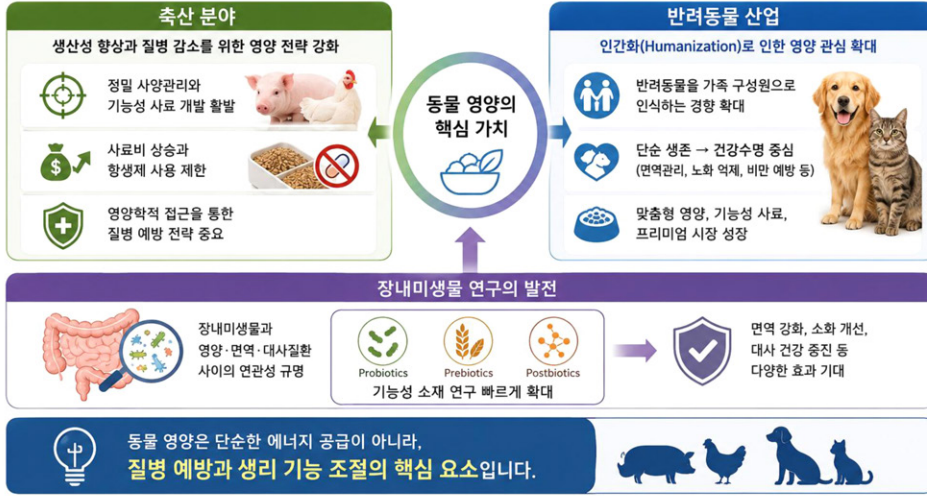 축산 분야
생산성 향상과 질병 감소를 위한 영양 전략 강화
정밀 사양관리와
기능성 사료 개발 활발
$
사료비 상승과
항생제 사용 제한
영양학적 접근을 통한
질병 예방 전략 중요
동물 영양의
핵심 가치
반려동물 산업
인간화(Humanization)로 인한 영양 관심 확대
반려동물을 가족 구성원으로
인식하는 경향 확대
단순 생존 → 건강수명 중심
(면역관리, 노화 억제, 비만 예방 등)
맞춤형 영양, 기능성 사료,
프리미엄 시장 성장
장내미생물 연구의 발전
장내미생물과
영양·면역·대사질환
사이의 연관성 규명
Probiotics
Prebiotics
Postbiotics
기능성 소재 연구 빠르게 확대
면역 강화, 소화 개선,
대사 건강 증진 등
다양한 효과 기대
동물 영양은 단순한 에너지 공급이 아니라,
질병 예방과 생리 기능 조절의 핵심 요소입니다.